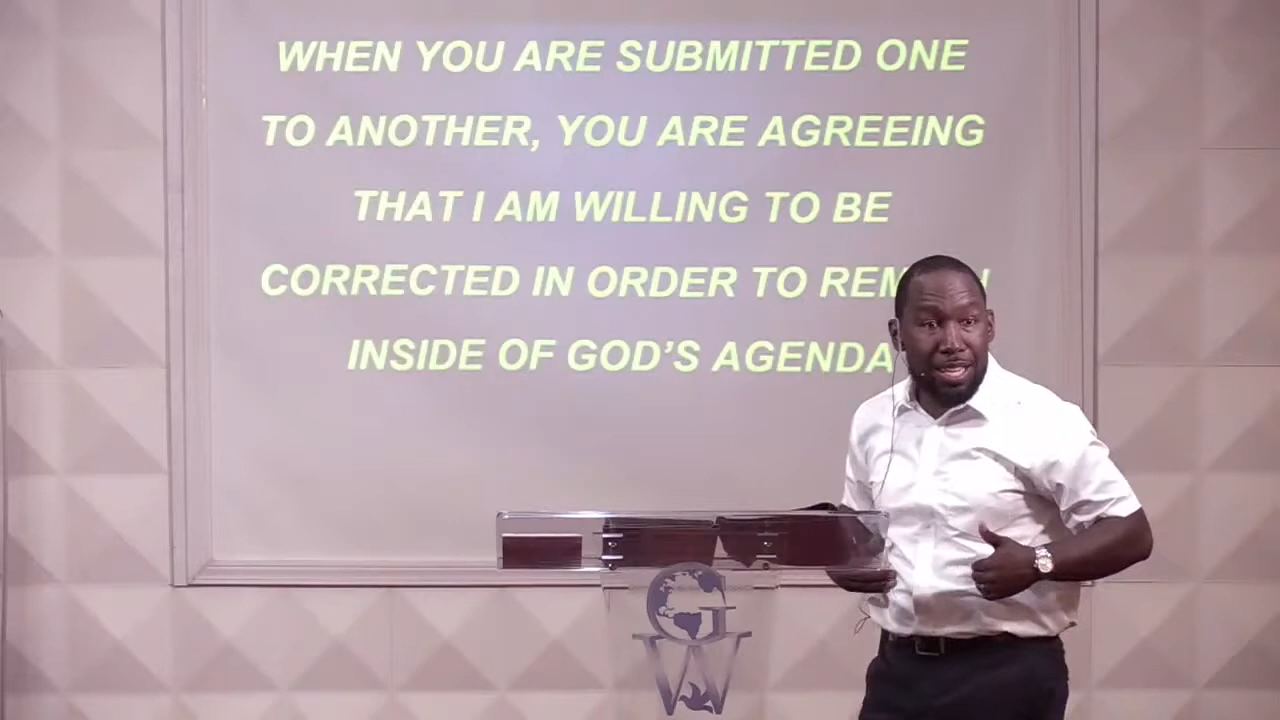 WHEN YOU ARE SUBMITTED ONE
TO ANOTHER, YOU ARE AGREEING
THAT I AM WILLING TO BE
CORRECTED IN ORDER TO
INSIDE OF GOD'S AGENDA
GW